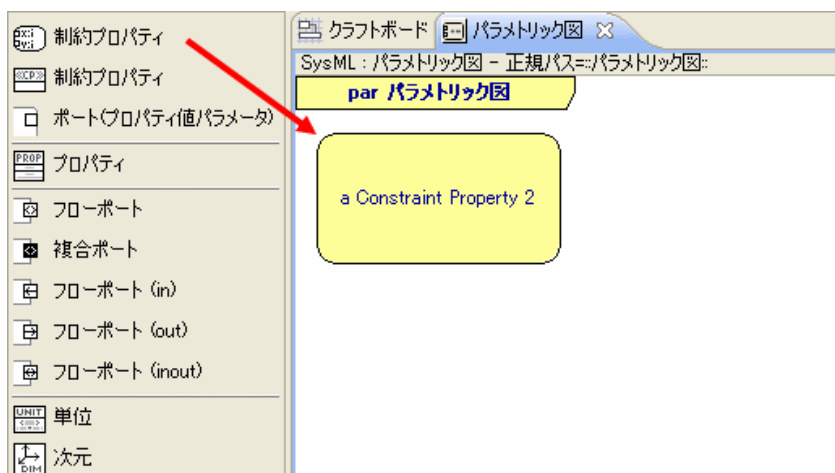 制約プロパティ
制約プロパティ
ポート(プロパティ値パラメータ)
プロパティ
フローポート
複合ポート
フローポート (in)
フローポート (out)
フローポート (inout)
単位
次元
クラフトボード パラメトリック図
SysML : パラメトリック図 - 正規パス=::パラメトリック図::
par パラメトリック図
a Constraint Property 2
«CP»
PROP
UNIT
DIM